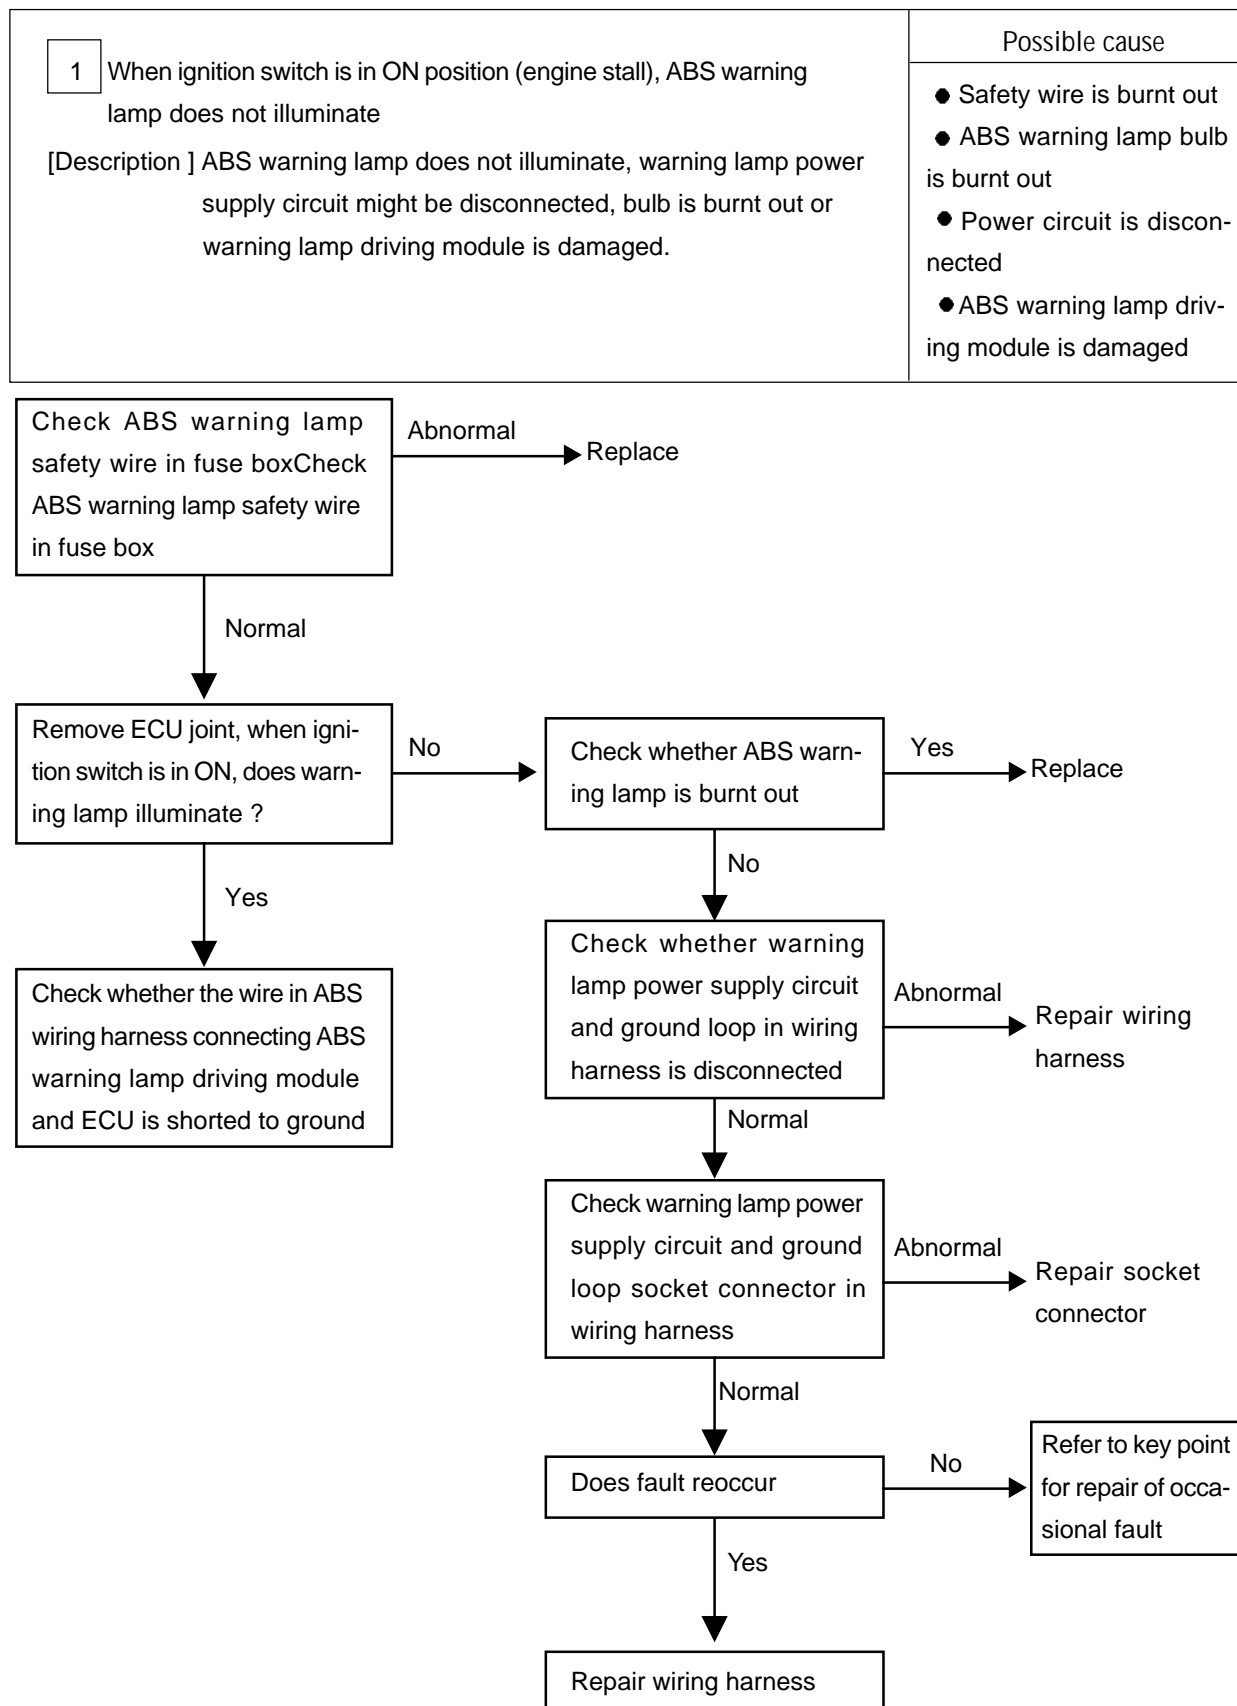 1 When ignition switch is in ON position (engine stall), ABS warning
lamp does not illuminate
[Description ] ABS warning lamp does not illuminate, warning lamp power
supply circuit might be disconnected, bulb is burnt out or
warning lamp driving module is damaged.
Possible cause
● Safety wire is burnt out
● ABS warning lamp bulb
is burnt out
● Power circuit is discon-
nected
● ABS warning lamp driv-
ing module is damaged
Check ABS warning lamp
safety wire in fuse boxCheck
ABS warning lamp safety wire
in fuse box
Abnormal
Replace
Normal
Remove ECU joint, when igni-
tion switch is in ON, does warn-
ing lamp illuminate ?
No
Check whether ABS warn-
ing lamp is burnt out
Yes
Replace
Yes
No
Check whether the wire in ABS
wiring harness connecting ABS
warning lamp driving module
and ECU is shorted to ground
Check whether warning
lamp power supply circuit
and ground loop in wiring
harness is disconnected
Abnormal
Repair wiring
harness
Normal
Check warning lamp power
supply circuit and ground
loop socket connector in
wiring harness
Abnormal
Repair socket
connector
Normal
Does fault reoccur
No
Refer to key point
for repair of occa-
sional fault
Yes
Repair wiring harness